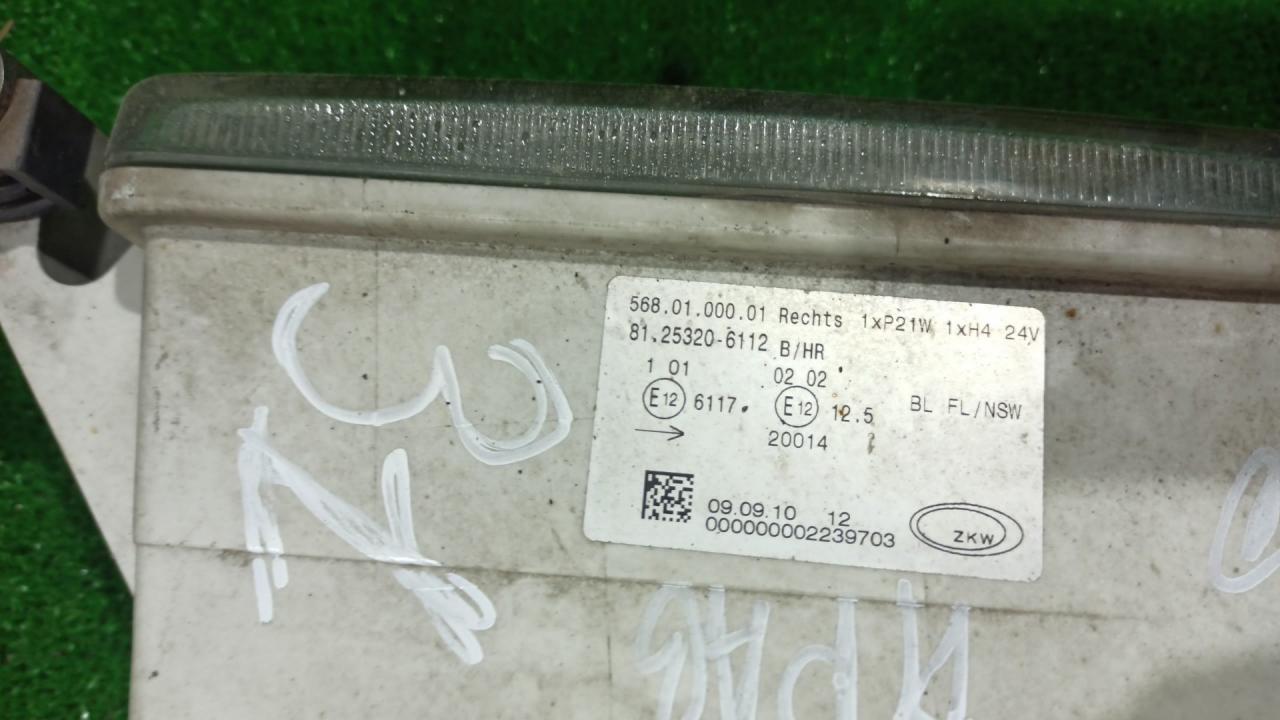 568.01.000.01 Rechts 1xP21W 1xH4 24V
81.25320-6112 B/HR
1 01 02 02
E12 6117. E12 12.5 BL FL/NSW
20014
09.09.10 12
000000002239703
ZKW